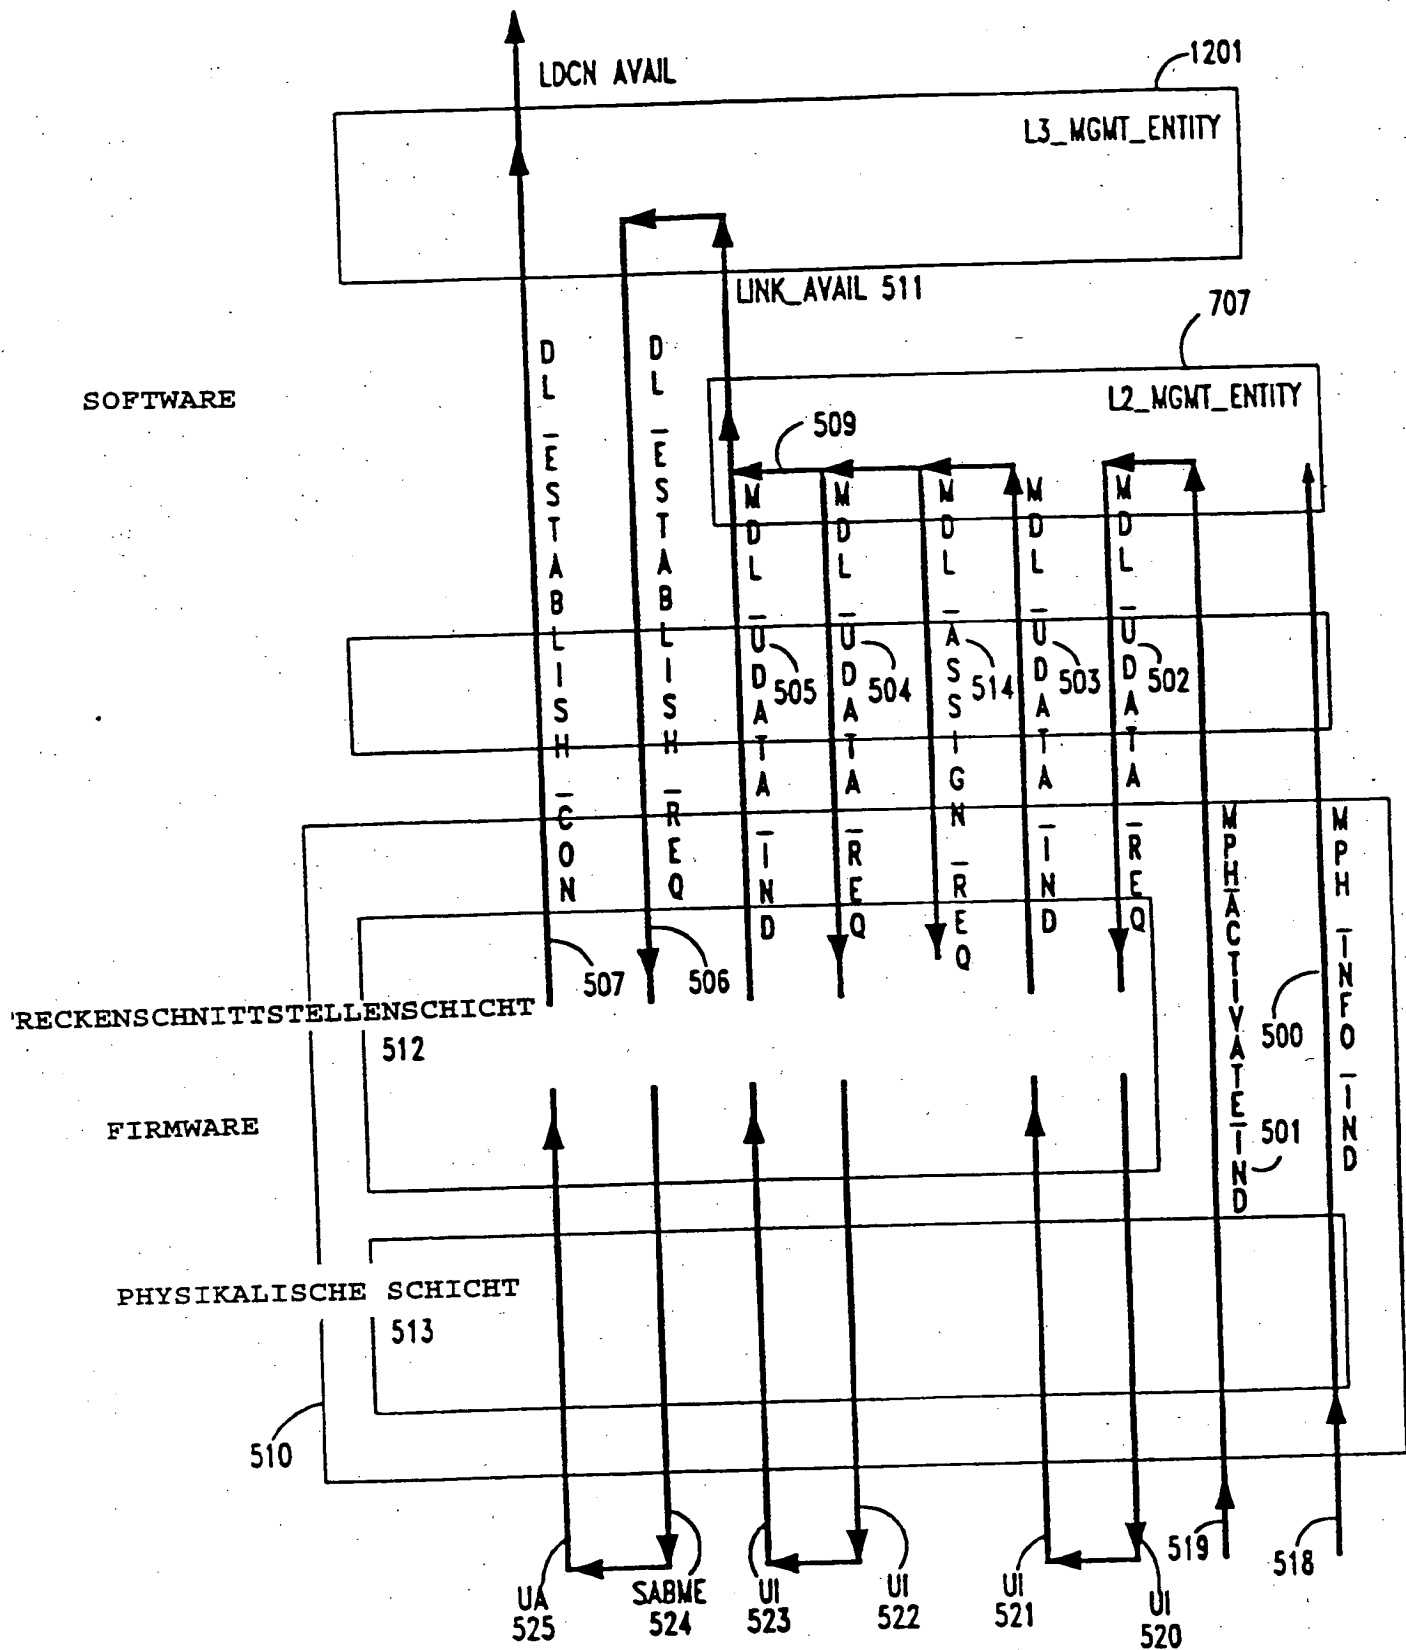 LDCN AVAIL
1201
L3_MGMT_ENTITY
LINK_AVAIL 511
707
L2_MGMT_ENTITY
SOFTWARE
509
DL_ESTABLISH_CON
DL_ESTABLISH_REQ
MDL_UDATA_IND
MDL_UDATA_REQ
MDL_ASSIGN_REQ
MDL_UDATA_IND
MDL_UDATA_REQ
MPH_ACTIVATE_IND
MPH_INFO_IND
505
504
514
503
502
507
506
RECKENSCHNITTSTELLENSCHICHT
512
500
FIRMWARE
501
PHYSIKALISCHE SCHICHT
513
510
519
518
UA
525
SABME
524
UI
523
UI
522
UI
521
UI
520